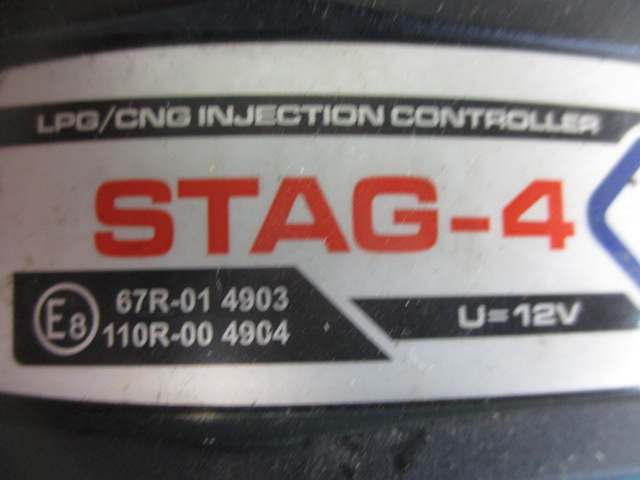 LPG/CNG INJECTION CONTROLLER
STAG-4
E8
67R-01 4903
110R-00 4904
U=12V